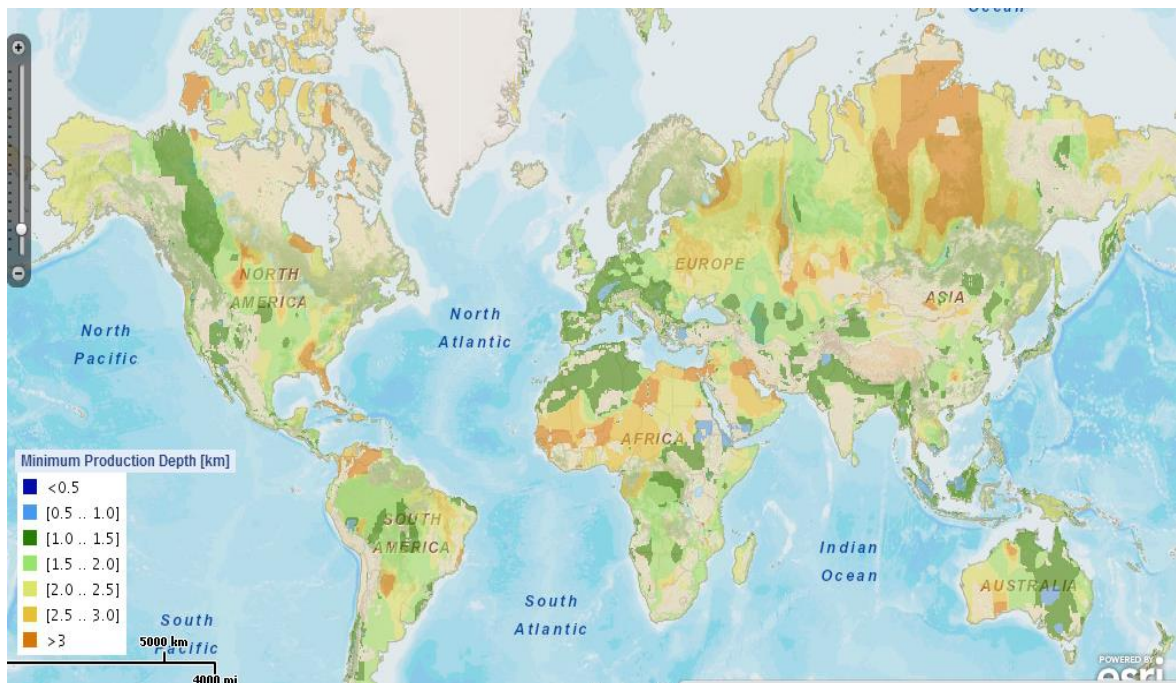 Ocean
+
NORTH
AMERICA
EUROPE
ASIA
North
Pacific
North
Atlantic
AFRICA
Minimum Production Depth [km]
<0.5
[0.5 .. 1.0]
[1.0 .. 1.5]
[1.5 .. 2.0]
[2.0 .. 2.5]
[2.5 .. 3.0]
>3
SOUTH
AMERICA
Indian
Ocean
AUSTRALIA
South
Atlantic
South
Pacific
5000 km
4000 mi
POWERED BY
esri